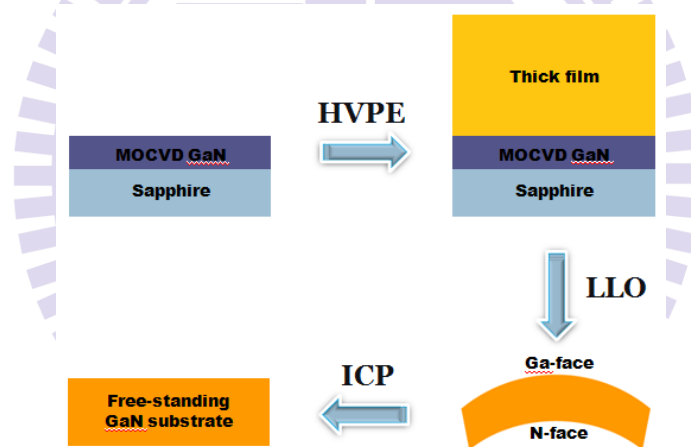 Thick film
HVPE
MOCVD GaN
MOCVD GaN
Sapphire
Sapphire
LLO
Ga-face
ICP
Free-standing
GaN substrate
N-face